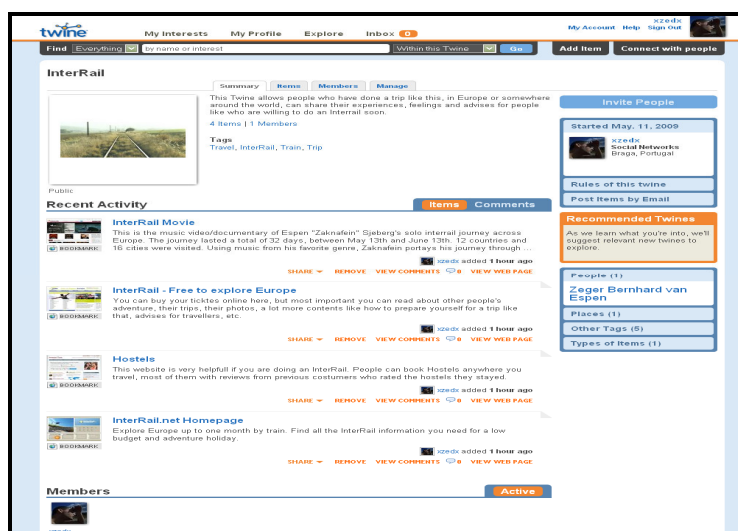 twine
My Interests My Profile Explore Inbox 0
xzedx
My Account Help Sign Out
Find Everything by name or interest Within this Twine Go
Add Item Connect with people
InterRail
Summary Items Members Manage
This Twine allows people who have done a trip like this, in Europe or somewhere
around the world, can share their experiences, feelings and advises for people
like who are willing to do an Interrail soon.
4 Items | 1 Members
Tags
Travel, InterRail, Train, Trip
Public
Invite People
Started May. 11, 2009
xzedx
Social Networks
Braga, Portugal
Rules of this twine
Post Items by Email
Recommended Twines
As we learn what you're into, we'll
suggest relevant new twines to
explore.
People (1)
Zeger Bernhard van
Espen
Places (1)
Other Tags (5)
Types of Items (1)
Recent Activity
Items Comments
InterRail Movie
This is the music video/documentary of Espen "Zaknafein" Sjøberg's solo interrail journey across
Europe. The journey lasted a total of 32 days, between May 13th and June 13th. 12 countries and
16 cities were visited. Using music from his favorite genre, Zaknafein portays his journey through ...
BOOKMARK
xzedx added 1 hour ago
SHARE REMOVE VIEW COMMENTS 0 VIEW WEB PAGE
InterRail - Free to explore Europe
You can buy your ticktes online here, but most important you can read about other people's
adventure, their trips, their photos, a lot more contents like how to prepare yourself for a trip like
that, advises for travellers, etc.
BOOKMARK
xzedx added 1 hour ago
SHARE REMOVE VIEW COMMENTS 0 VIEW WEB PAGE
Hostels
This website is very helpfull if you are doing an InterRail. People can book Hostels anywhere you
travel, most of them with reviews from previous costumers who rated the hostels they stayed.
BOOKMARK
xzedx added 1 hour ago
SHARE REMOVE VIEW COMMENTS 0 VIEW WEB PAGE
InterRail.net Homepage
Explore Europe up to one month by train. Find all the InterRail information you need for a low
budget and adventure holiday.
BOOKMARK
xzedx added 1 hour ago
SHARE REMOVE VIEW COMMENTS 0 VIEW WEB PAGE
Members
Active